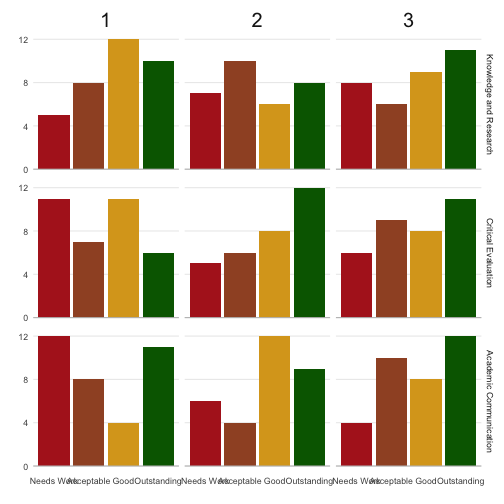 1 2 3
12
8
4
0
Knowledge and Research
12
8
4
0
Critical Evaluation
12
8
4
0
Academic Communication
Needs Work Acceptable Good Outstanding Needs Work Acceptable Good Outstanding Needs Work Acceptable Good Outstanding